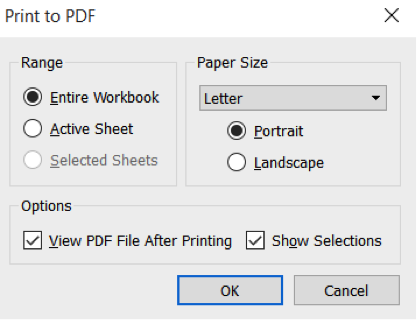 Print to PDF
Range
Entire Workbook
Active Sheet
Selected Sheets
Paper Size
Letter
Portrait
Landscape
Options
View PDF File After Printing
Show Selections
OK
Cancel